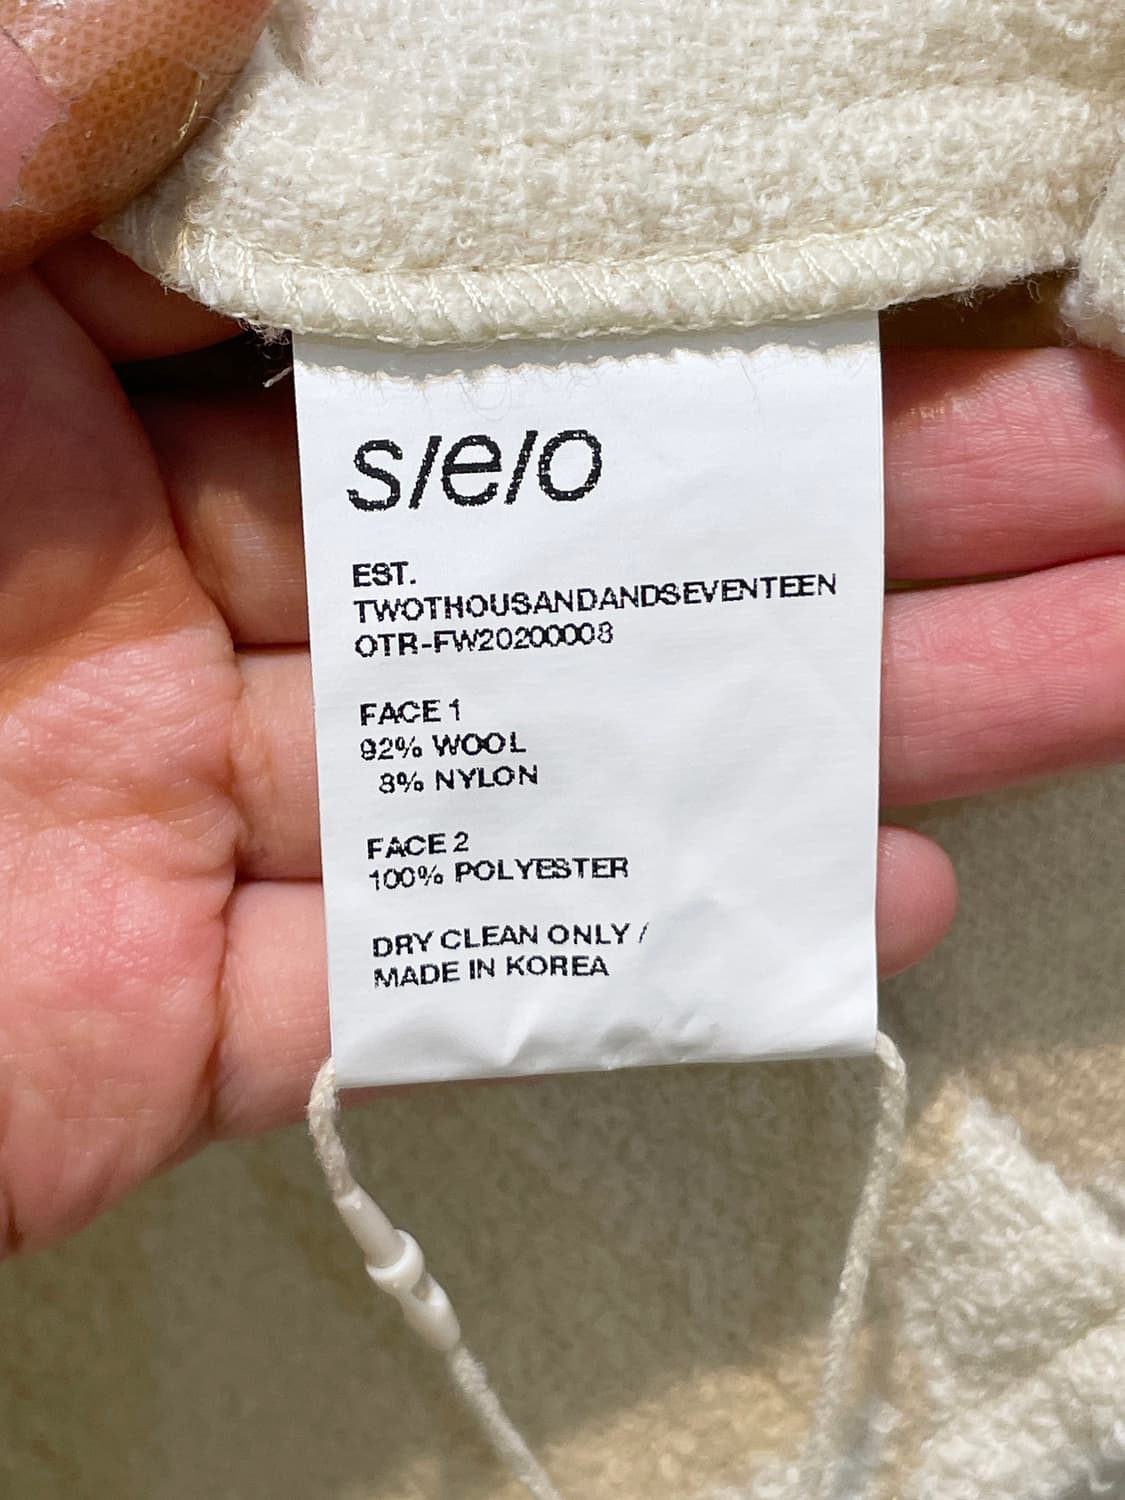 s/e/o
EST.
TWOTHOUSANDANDSEVENTEEN
OTR-FW20200008
FACE 1
92% WOOL
8% NYLON
FACE 2
100% POLYESTER
DRY CLEAN ONLY /
MADE IN KOREA